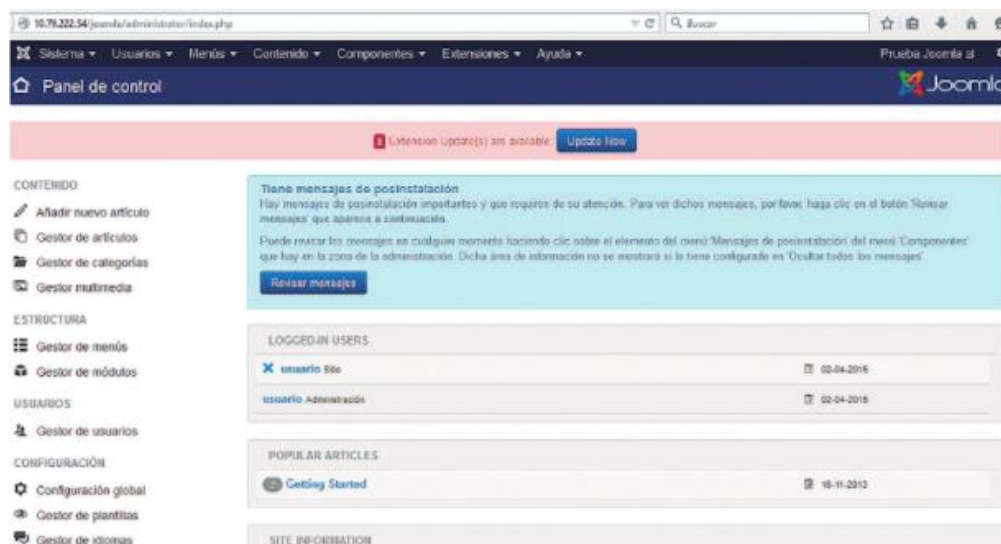 10.79.222.54/joomla/administrator/index.php
Buscar
Sistema Usuarios Menús Contenido Componentes Extensiones Ayuda Prueba Joomla
Panel de control
Joomla
Extension Update(s) are available: Update Now
CONTENIDO
Añadir nuevo artículo
Gestor de artículos
Gestor de categorías
Gestor multimedia
ESTRUCTURA
Gestor de menús
Gestor de módulos
USUARIOS
Gestor de usuarios
CONFIGURACIÓN
Configuración global
Gestor de plantillas
Gestor de idiomas
Tiene mensajes de posinstalación
Hay mensajes de posinstalación importantes y que requiren de su atención. Para ver dichos mensajes, por favor, haga clic en el botón 'Revisar
mensajes' que aparece a continuación.
Puede revisar los mensajes en cualquier momento haciendo clic sobre el elemento del menú 'Mensajes de posinstalación' del menú 'Componentes'
que hay en la zona de la administración. Dicha área de información no se mostrará si lo tiene configurado en 'Ocultar todos los mensajes'.
Revisar mensajes
LOGGED-IN USERS
usuario Site 02-04-2015
usuario Administración 02-04-2015
POPULAR ARTICLES
Getting Started 16-11-2013
SITE INFORMATION